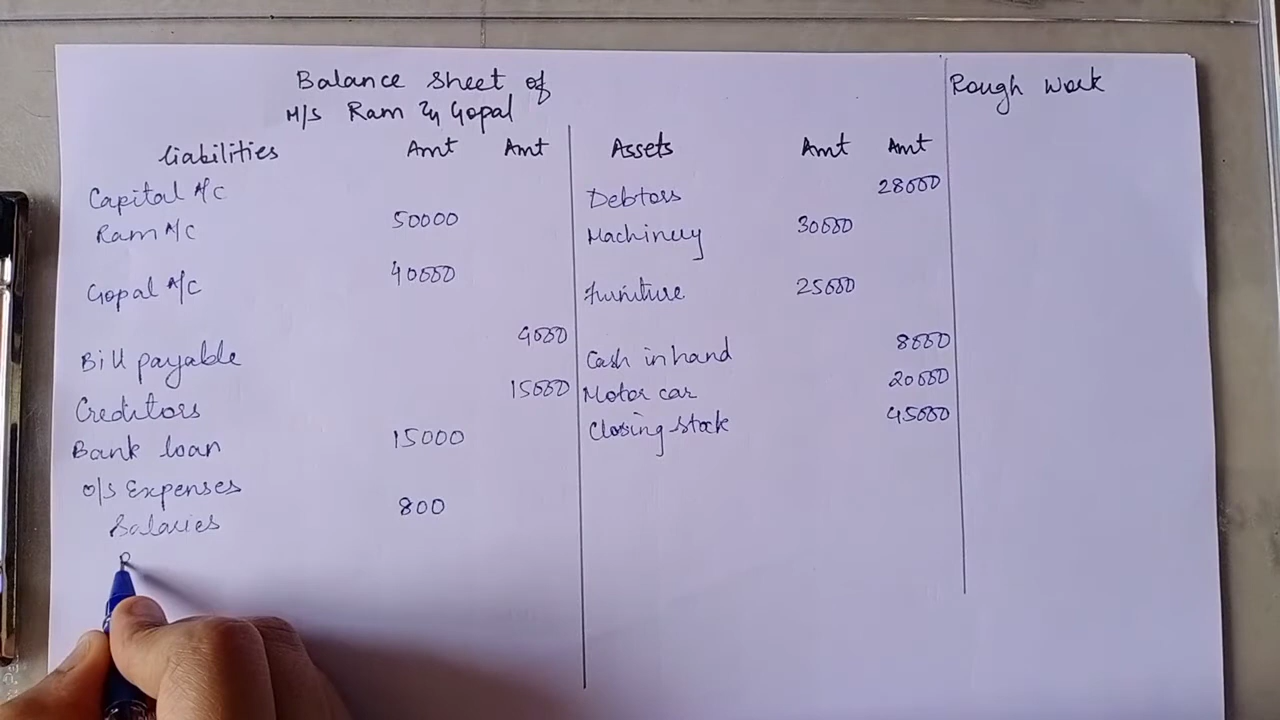 Balance sheet of
M/s Ram & Gopal
Rough Work
Liabilities Amt Amt Assets Amt Amt
Capital A/C Debtors 28000
Ram A/C 50000 Machinery 30000
Gopal A/C 40000 Furniture 25000
Bill payable 4000 Cash in hand 8000
Creditors 15000 Motor car 20000
Bank loan 15000 Closing stock 45000
O/S Expenses
Salaries 800